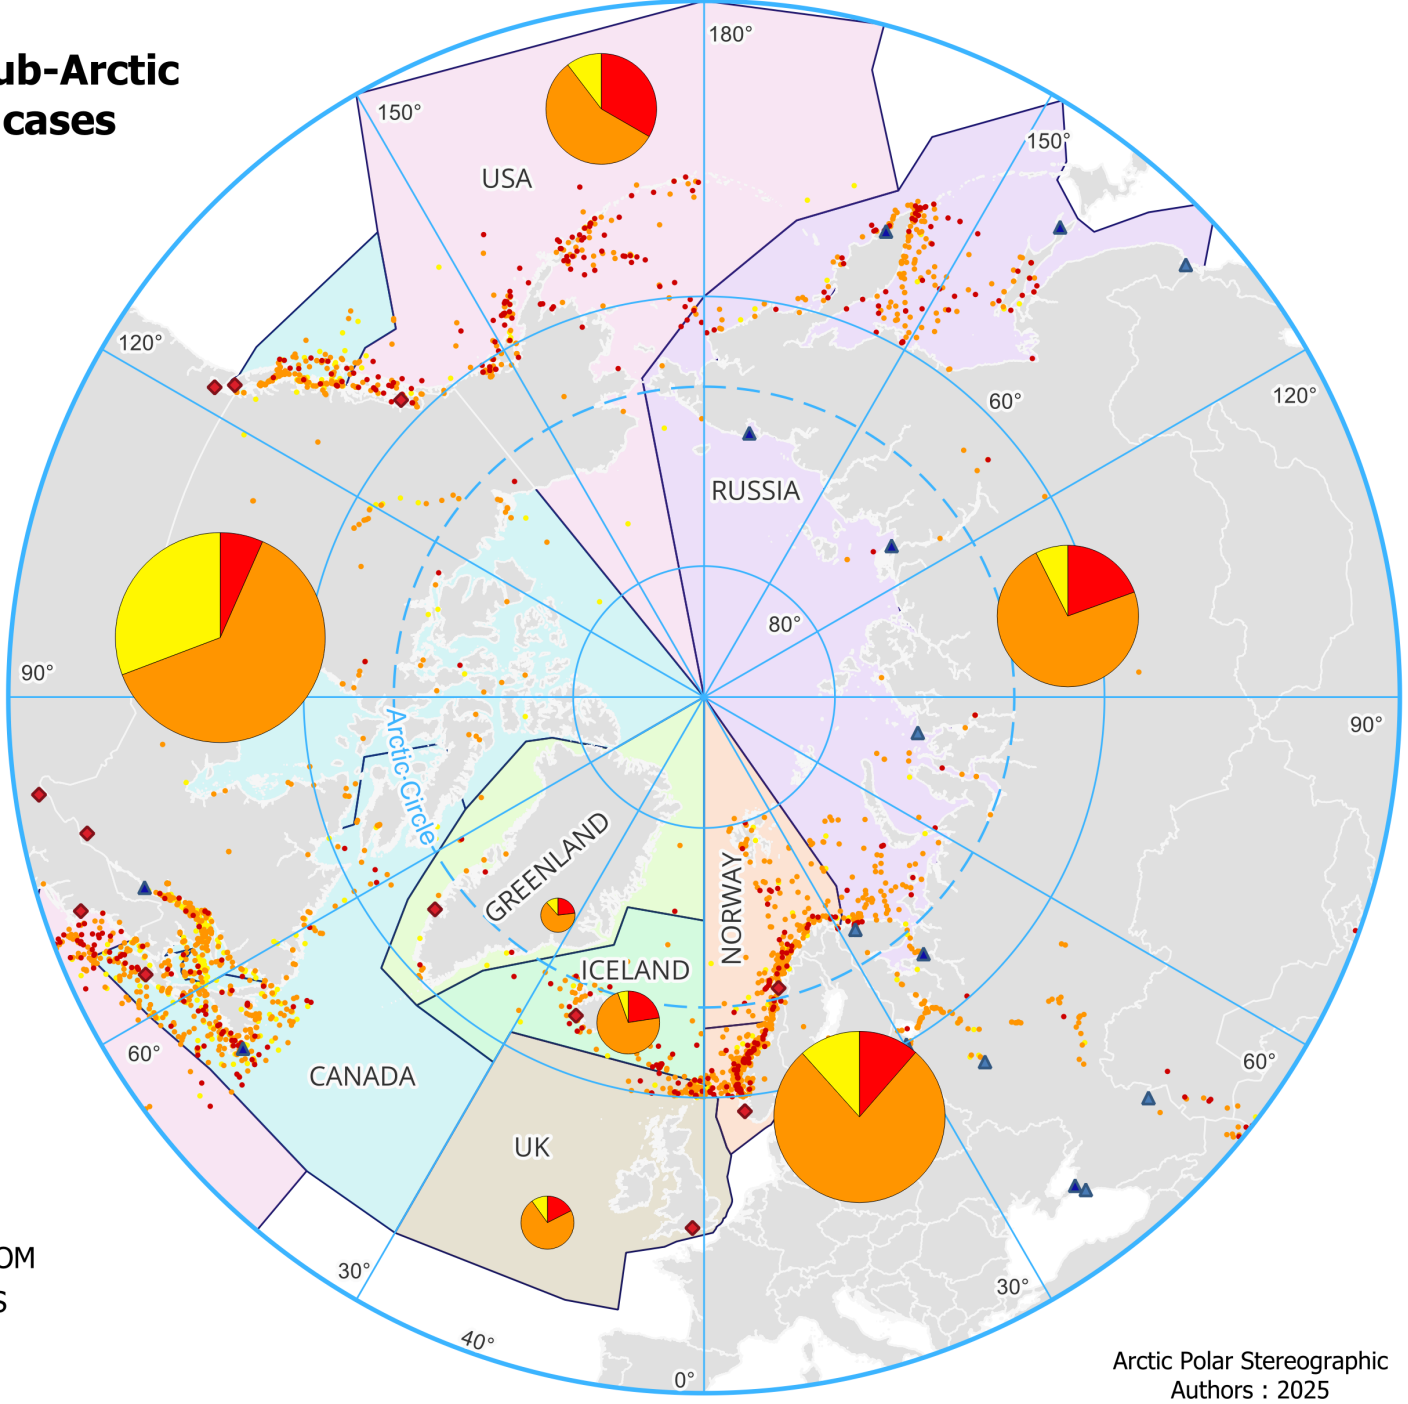 ub-Arctic
cases
180°
150°
150°
USA
120°
120°
60°
RUSSIA
80°
90°
90°
Arctic Circle
GREENLAND
NORWAY
ICELAND
60°
60°
CANADA
UK
OM
30°
30°
S
40°
0°
Arctic Polar Stereographic
Authors : 2025